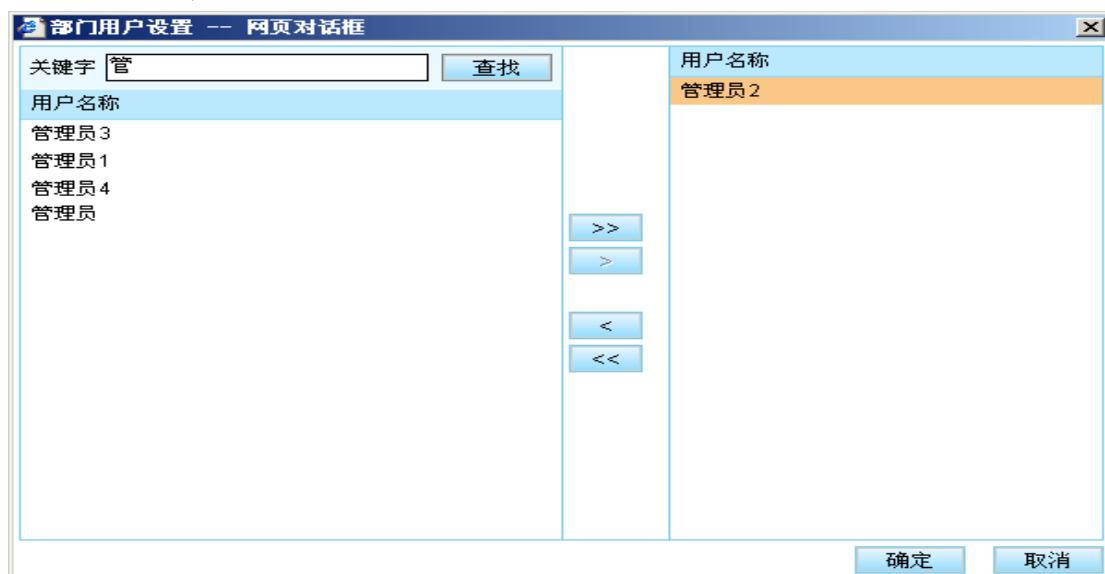 部门用户设置 -- 网页对话框
关键字 管 查找
用户名称
管理员3
管理员1
管理员4
管理员
>>
>
<
<<
用户名称
管理员2
确定 取消